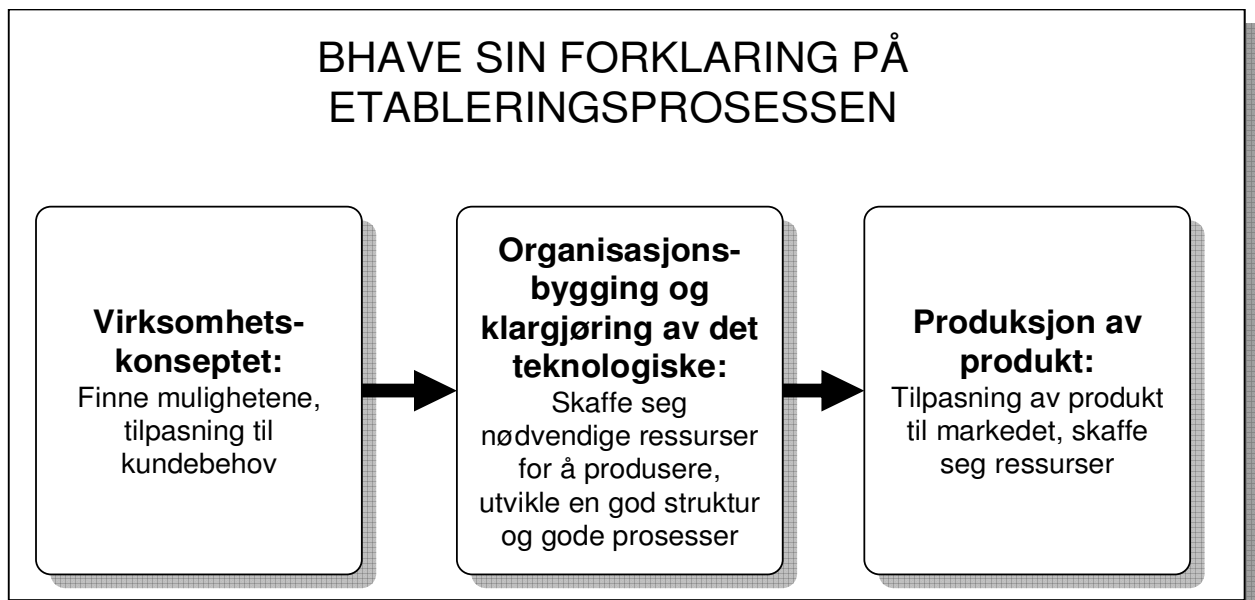 BHAVE SIN FORKLARING PÅ
ETABLERINGSPROSESSEN
Virksomhets-
konseptet:
Finne mulighetene,
tilpasning til
kundebehov
Organisasjons-
bygging og
klargjøring av det
teknologiske:
Skaffe seg
nødvendige ressurser
for å produsere,
utvikle en god struktur
og gode prosesser
Produksjon av
produkt:
Tilpasning av produkt
til markedet, skaffe
seg ressurser